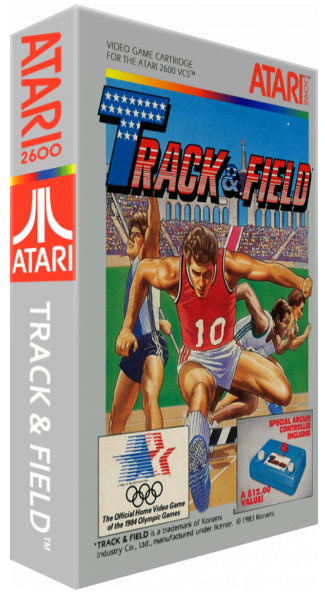 ATARI
2600
ATARI
TRACK & FIELD™
VIDEO GAME CARTRIDGE
FOR THE ATARI 2600 VCS™
ATARI
2600
TRACK & FIELD
10
SPECIAL ARCADE
CONTROLLER
INCLUDED
A $12.00
VALUE!
The Official Home Video Game
of the 1984 Olympic Games
*TRACK & FIELD is a trademark of Konami
Industry Co., Ltd., manufactured under license. © 1983 Konami.